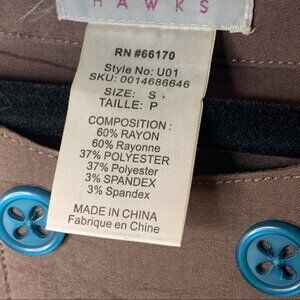 HAWKS
RN #66170
Style No: U01
SKU: 0014686646
SIZE: S
TAILLE: P
COMPOSITION :
60% RAYON
60% Rayonne
37% POLYESTER
37% Polyester
3% SPANDEX
3% Spandex
MADE IN CHINA
Fabrique en Chine